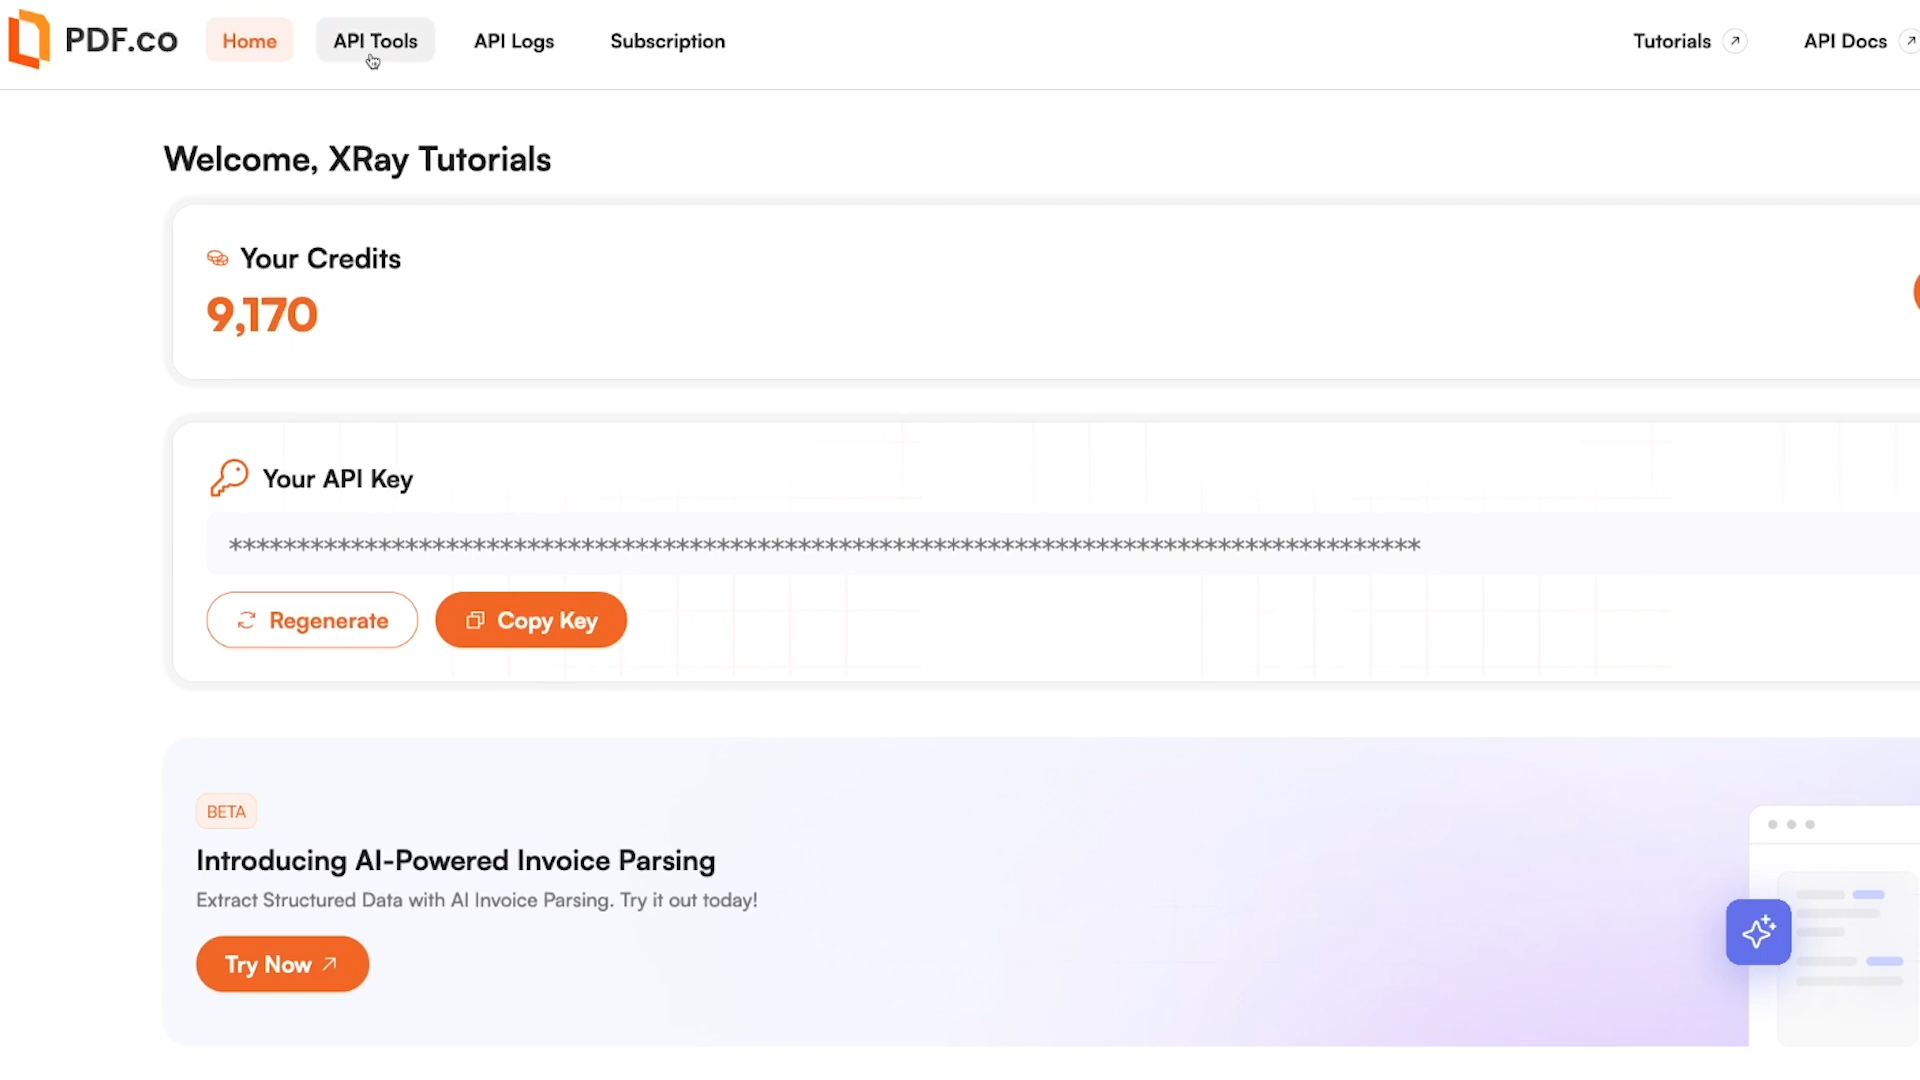 PDF.co
Home
API Tools
API Logs
Subscription
Tutorials
API Docs
Welcome, XRay Tutorials
Your Credits
9,170
Your API Key
****************************************************************************************
Regenerate
Copy Key
BETA
Introducing AI-Powered Invoice Parsing
Extract Structured Data with AI Invoice Parsing. Try it out today!
Try Now